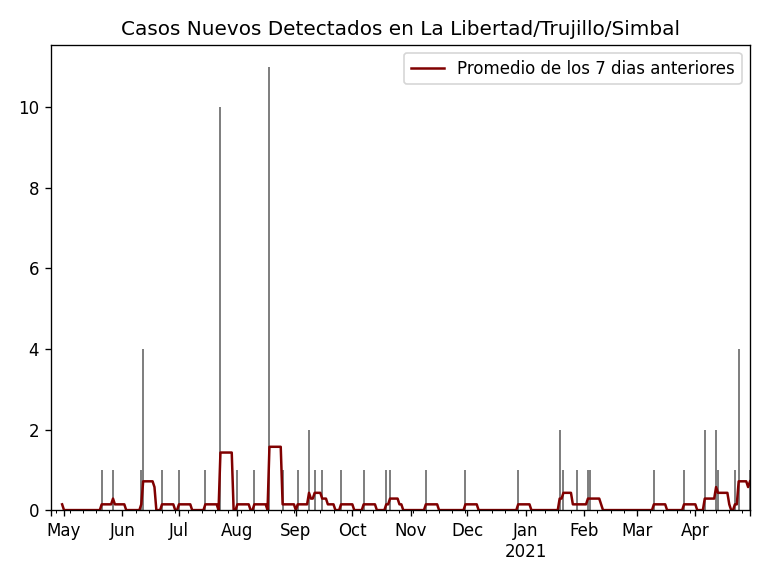 Casos Nuevos Detectados en La Libertad/Trujillo/Simbal
Promedio de los 7 dias anteriores
10
8
6
4
2
0
May Jun Jul Aug Sep Oct Nov Dec Jan Feb Mar Apr
2021